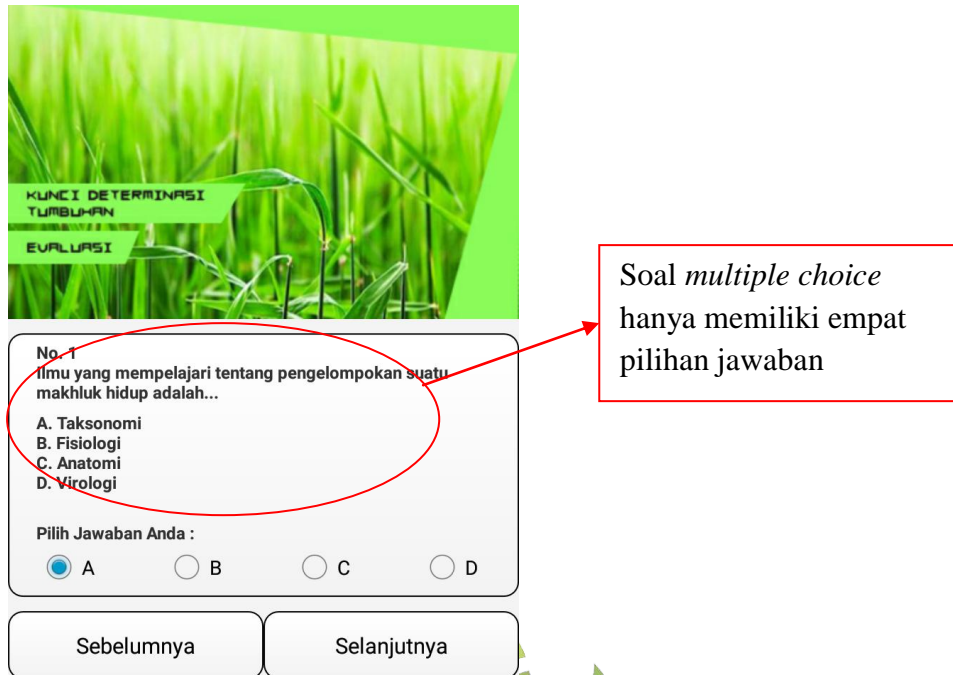 KUNCI DETERMINASI
TUMBUHAN
EVALUASI
No. 1
Ilmu yang mempelajari tentang pengelompokan suatu
makhluk hidup adalah...
A. Taksonomi
B. Fisiologi
C. Anatomi
D. Virologi
Pilih Jawaban Anda :
A B C D
Sebelumnya Selanjutnya
Soal multiple choice
hanya memiliki empat
pilihan jawaban